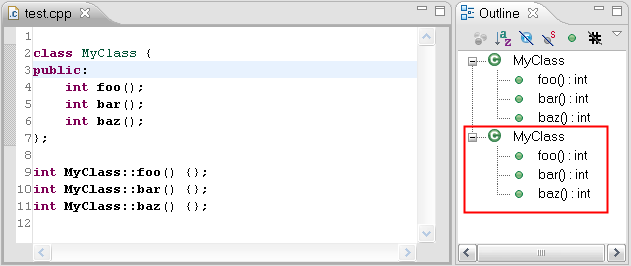 test.cpp
1
2 class MyClass {
3 public:
4     int foo();
5     int bar();
6     int baz();
7 };
8
9 int MyClass::foo() {};
10 int MyClass::bar() {};
11 int MyClass::baz() {};
12
Outline
MyClass
foo() : int
bar() : int
baz() : int
MyClass
foo() : int
bar() : int
baz() : int